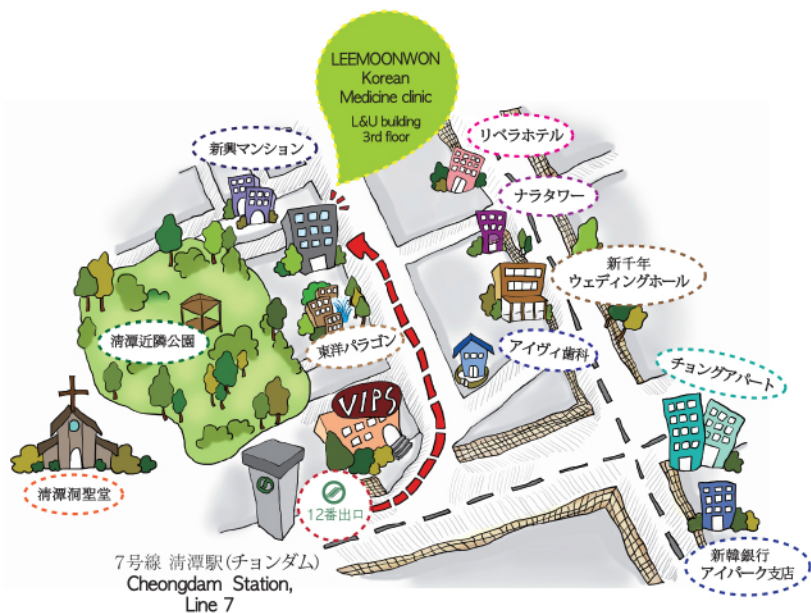 LEEMOONWON
Korean
Medicine clinic
L&U building
3rd floor
新興マンション
リベラホテル
ナラタワー
新千年
ウェディングホール
清潭近隣公園
東洋パラゴン
アイヴィ歯科
チョングアパート
VIPS
清潭洞聖堂
12番出口
7号線 清潭駅(チョンダム)
Cheongdam Station,
Line 7
新韓銀行
アイパーク支店